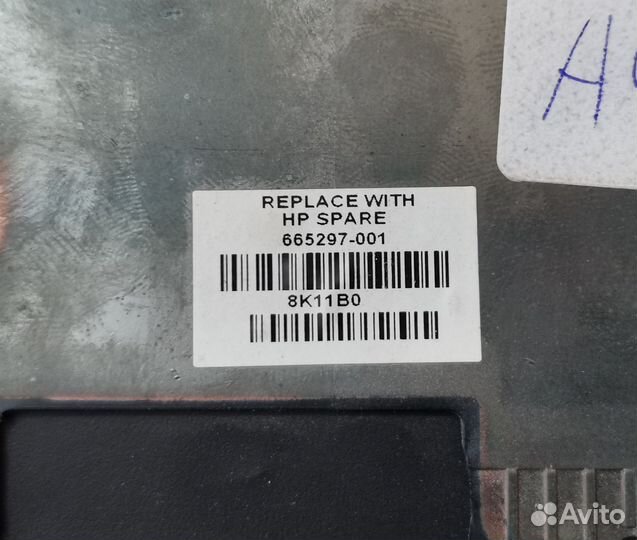 REPLACE WITH
HP SPARE
665297-001
8K11B0
Avito